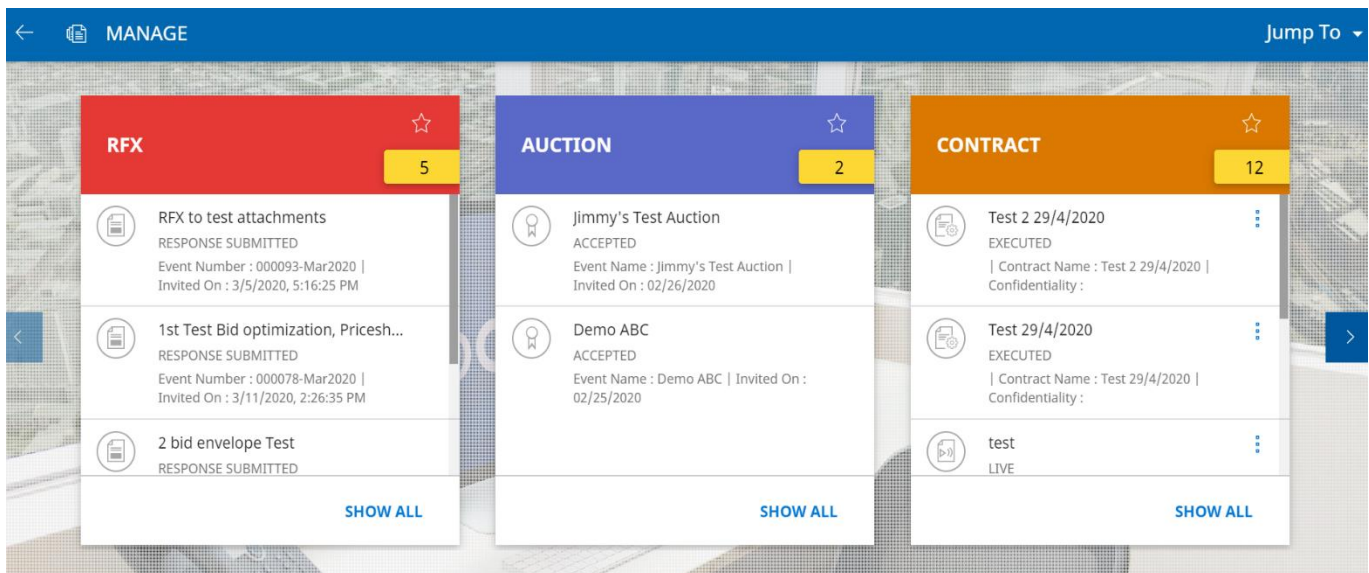 MANAGE
Jump To
RFX
5
RFX to test attachments
RESPONSE SUBMITTED
Event Number : 000093-Mar2020 |
Invited On : 3/5/2020, 5:16:25 PM
1st Test Bid optimization, Pricesh...
RESPONSE SUBMITTED
Event Number : 000078-Mar2020 |
Invited On : 3/11/2020, 2:26:35 PM
2 bid envelope Test
RESPONSE SUBMITTED
SHOW ALL
AUCTION
2
Jimmy's Test Auction
ACCEPTED
Event Name : Jimmy's Test Auction |
Invited On : 02/26/2020
Demo ABC
ACCEPTED
Event Name : Demo ABC | Invited On :
02/25/2020
SHOW ALL
CONTRACT
12
Test 2 29/4/2020
EXECUTED
| Contract Name : Test 2 29/4/2020 |
Confidentiality :
Test 29/4/2020
EXECUTED
| Contract Name : Test 29/4/2020 |
Confidentiality :
test
LIVE
SHOW ALL